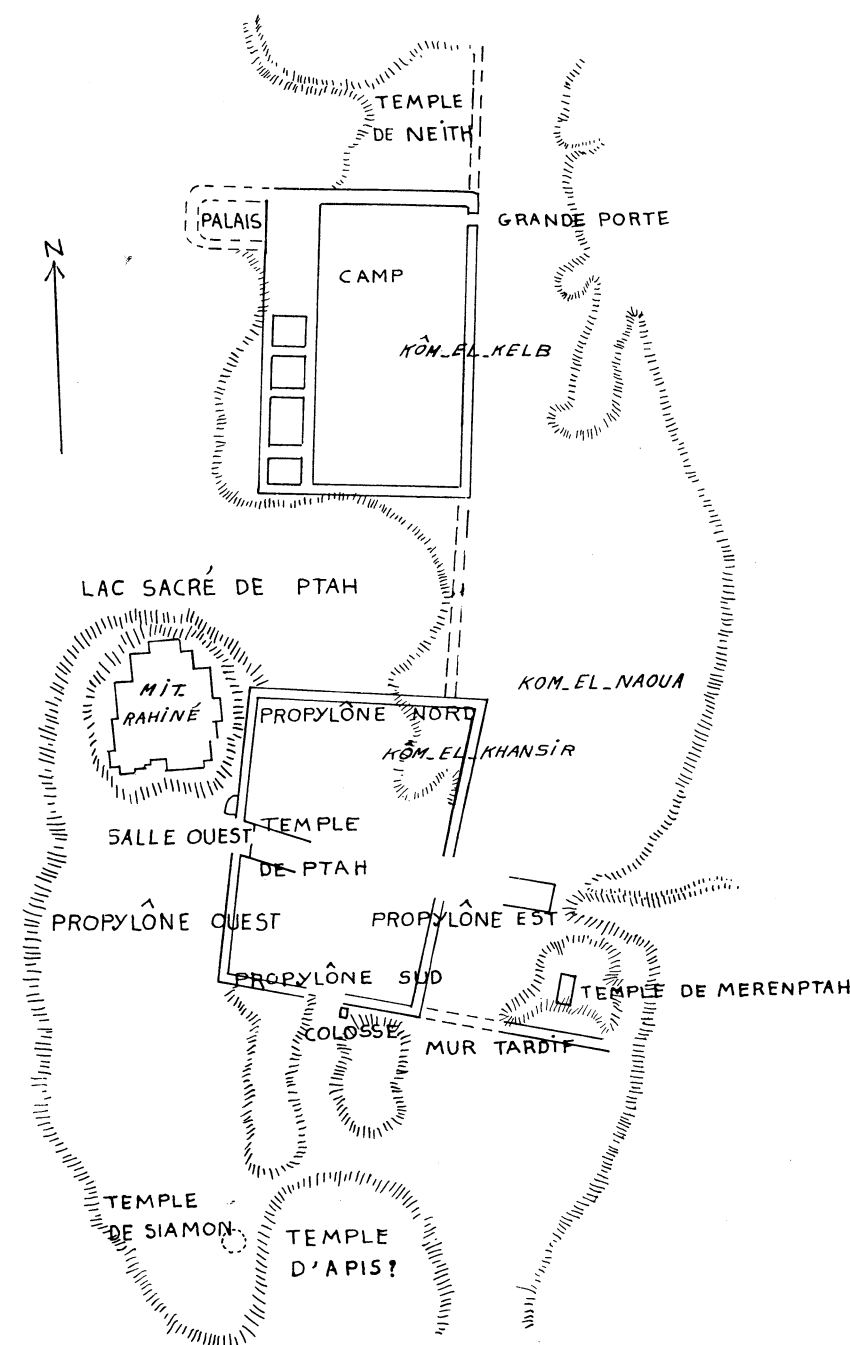 TEMPLE
DE NEITH
PALAIS
GRANDE PORTE
N
CAMP
KÔM_EL_KELB
LAC SACRÉ DE PTAH
MIT.
RAHINÉ
KOM_EL_NAOUA
PROPYLÔNE NORD
KÔM_EL_KHANSIR
SALLE OUEST
TEMPLE
DE PTAH
PROPYLÔNE OUEST
PROPYLÔNE EST
PROPYLÔNE SUD
TEMPLE DE MERENPTAH
COLOSSE
MUR TARDIF
TEMPLE
DE SIAMON
TEMPLE
D'APIS?